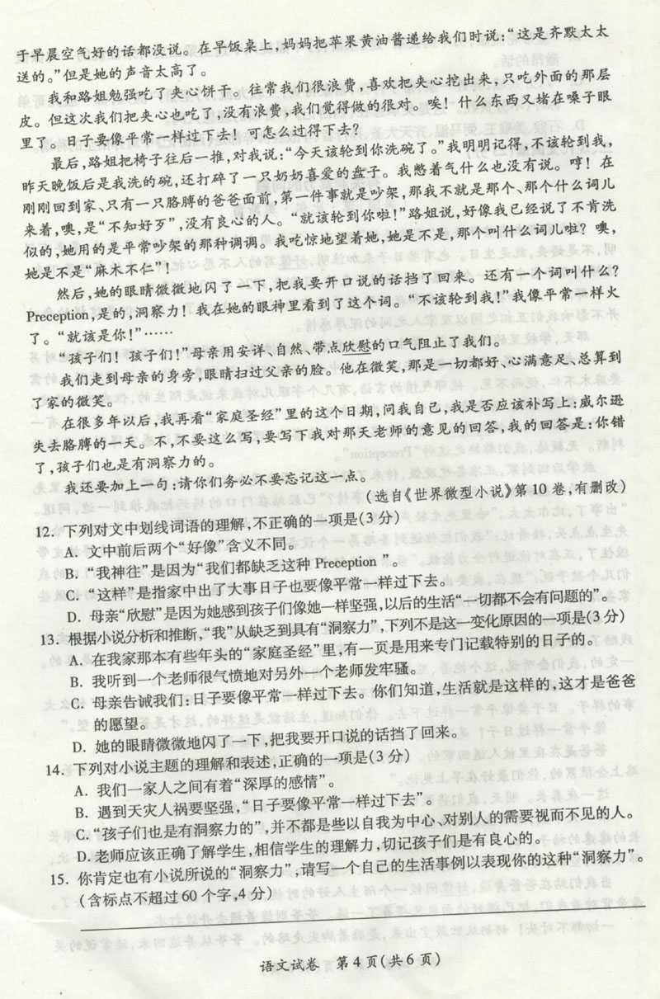 于早晨空气好的话都没说。在早饭桌上，妈妈把苹果黄油酱递给我们时说：“这是齐默太太
送的。”但是她的声音太高了。
我和路姐勉强吃了夹心饼干。往常我们很浪费，喜欢把夹心挖出来，只吃外面的那层
皮。但这次我们把夹心也吃了，没有浪费，我们觉得做的很对。唉！什么东西又堵在嗓子眼
里了。日子要像平常一样过下去！可怎么过得下去？
最后，路姐把椅子往后一推，对我说：“今天该轮到你洗碗了。”我明明记得，不该轮到我，
昨天晚饭后是我洗的碗，还打碎了一只奶奶喜爱的盘子。我憋着气什么也没有说。哼！在
刚刚回到家、只有一只胳膊的爸爸面前，第一件事就是吵架，那我不就是那个、那个什么词儿
来着，噢，是“不知好歹”，没有良心的人。“就该轮到你啦！”路姐说，好像我已经说了不肯洗
似的，她用的是平常吵架的那种调调。我吃惊地望着她，她是不是，那个叫什么词儿啦？噢，
她是不是“麻木不仁”！
然后，她的眼睛微微地闪了一下，把我要开口说的话挡了回来。还有一个词叫什么？
Preception，是的，洞察力！我在她的眼神里看到了这个词。“不该轮到我！”我像平常一样火
了。“就该是你！”……
“孩子们！孩子们！”母亲用安详、自然、带点欣慰的口气阻止了我们。
我们走到母亲的身旁，眼睛扫过父亲的脸。他在微笑，那是一切都好、心满意足、总算到
了家的微笑。
在很多年以后，我再看“家庭圣经”里的这个日期，问我自己，我是否应该补写上：威尔逊
失去胳膊的一天。不，不要这么写，要写下我对那天老师的意见的回答，我的回答是：你错
了，孩子们也是有洞察力的。
我还要加上一句：请你们务必不要忘记这一点。
（选自《世界微型小说》第 10 卷，有删改）
12. 下列对文中划线词语的理解，不正确的一项是（3 分）
A. 文中前后两个“好像”含义不同。
B. “我神往”是因为“我们都缺乏这种 Preception ”。
C. “这样”是指家中出了大事日子也要像平常一样过下去。
D. 母亲“欣慰”是因为她感到孩子们像她一样坚强，以后的生活“一切都不会有问题的”。
13. 根据小说分析和推断，“我”从缺乏到具有“洞察力”，下列不是这一变化原因的一项是（3 分）
A. 在我家那本有些年头的“家庭圣经”里，有一页是用来专门记载特别的日子的。
B. 我听到一个老师很气愤地对另外一个老师发牢骚。
C. 母亲告诫我们：日子要像平常一样过下去。你们知道，生活就是这样的，这才是爸爸
的愿望。
D. 她的眼睛微微地闪了一下，把我要开口说的话挡了回来。
14. 下列对小说主题的理解和表述，正确的一项是（3 分）
A. 我们一家人之间有着“深厚的感情”。
B. 遇到天灾人祸要坚强，“日子要像平常一样过下去”。
C. “孩子们也是有洞察力的”，并不都是些以自我为中心、对别人的需要视而不见的人。
D. 老师应该正确了解学生，相信学生的理解力，切记孩子们是有良心的。
15. 你肯定也有小说所说的“洞察力”，请写一个自己的生活事例以表现你的这种“洞察力”。
（含标点不超过 60 个字，4 分）
语文试卷 第 4 页（共 6 页）